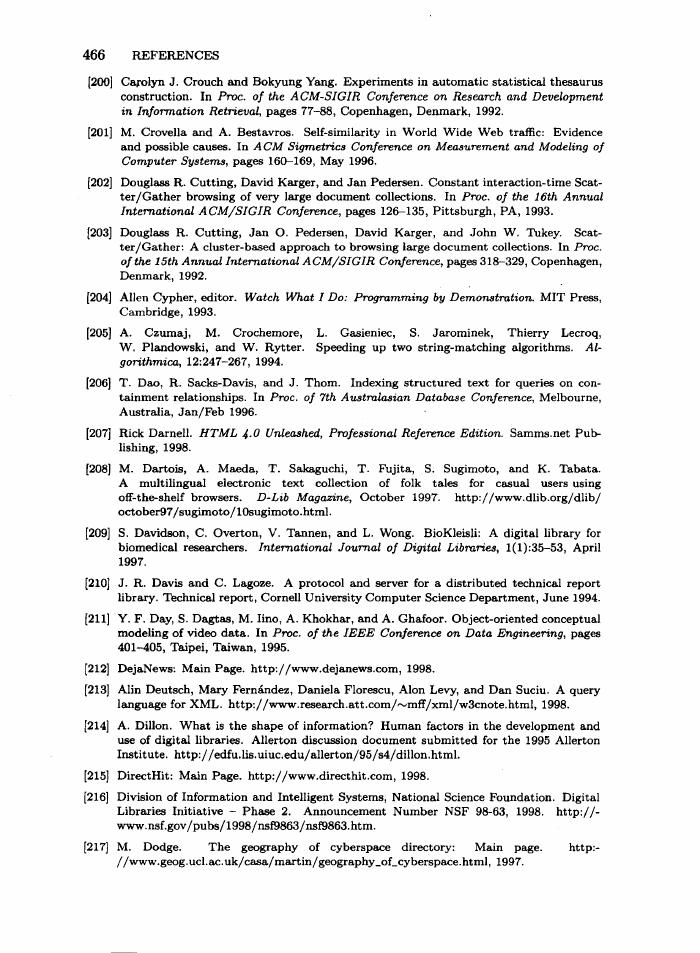 466 REFERENCES
[200] Carolyn J. Crouch and Bokyung Yang. Experiments in automatic statistical thesaurus
construction. In Proc. of the ACM-SIGIR Conference on Research and Development
in Information Retrieval, pages 77–88, Copenhagen, Denmark, 1992.
[201] M. Crovella and A. Bestavros. Self-similarity in World Wide Web traffic: Evidence
and possible causes. In ACM Sigmetrics Conference on Measurement and Modeling of
Computer Systems, pages 160–169, May 1996.
[202] Douglass R. Cutting, David Karger, and Jan Pedersen. Constant interaction-time Scat-
ter/Gather browsing of very large document collections. In Proc. of the 16th Annual
International ACM/SIGIR Conference, pages 126–135, Pittsburgh, PA, 1993.
[203] Douglass R. Cutting, Jan O. Pedersen, David Karger, and John W. Tukey. Scat-
ter/Gather: A cluster-based approach to browsing large document collections. In Proc.
of the 15th Annual International ACM/SIGIR Conference, pages 318–329, Copenhagen,
Denmark, 1992.
[204] Allen Cypher, editor. Watch What I Do: Programming by Demonstration. MIT Press,
Cambridge, 1993.
[205] A. Czumaj, M. Crochemore, L. Gasieniec, S. Jarominek, Thierry Lecroq,
W. Plandowski, and W. Rytter. Speeding up two string-matching algorithms. Al-
gorithmica, 12:247–267, 1994.
[206] T. Dao, R. Sacks-Davis, and J. Thom. Indexing structured text for queries on con-
tainment relationships. In Proc. of 7th Australasian Database Conference, Melbourne,
Australia, Jan/Feb 1996.
[207] Rick Darnell. HTML 4.0 Unleashed, Professional Reference Edition. Samms.net Pub-
lishing, 1998.
[208] M. Dartois, A. Maeda, T. Sakaguchi, T. Fujita, S. Sugimoto, and K. Tabata.
A multilingual electronic text collection of folk tales for casual users using
off-the-shelf browsers. D-Lib Magazine, October 1997. http://www.dlib.org/dlib/
october97/sugimoto/10sugimoto.html.
[209] S. Davidson, C. Overton, V. Tannen, and L. Wong. BioKleisli: A digital library for
biomedical researchers. International Journal of Digital Libraries, 1(1):35–53, April
1997.
[210] J. R. Davis and C. Lagoze. A protocol and server for a distributed technical report
library. Technical report, Cornell University Computer Science Department, June 1994.
[211] Y. F. Day, S. Dagtas, M. Iino, A. Khokhar, and A. Ghafoor. Object-oriented conceptual
modeling of video data. In Proc. of the IEEE Conference on Data Engineering, pages
401–405, Taipei, Taiwan, 1995.
[212] DejaNews: Main Page. http://www.dejanews.com, 1998.
[213] Alin Deutsch, Mary Fernández, Daniela Florescu, Alon Levy, and Dan Suciu. A query
language for XML. http://www.research.att.com/~mff/xml/w3cnote.html, 1998.
[214] A. Dillon. What is the shape of information? Human factors in the development and
use of digital libraries. Allerton discussion document submitted for the 1995 Allerton
Institute. http://edfu.lis.uiuc.edu/allerton/95/s4/dillon.html.
[215] DirectHit: Main Page. http://www.directhit.com, 1998.
[216] Division of Information and Intelligent Systems, National Science Foundation. Digital
Libraries Initiative – Phase 2. Announcement Number NSF 98-63, 1998. http://-
www.nsf.gov/pubs/1998/nsf9863/nsf9863.htm.
[217] M. Dodge. The geography of cyberspace directory: Main page. http:-
//www.geog.ucl.ac.uk/casa/martin/geography_of_cyberspace.html, 1997.